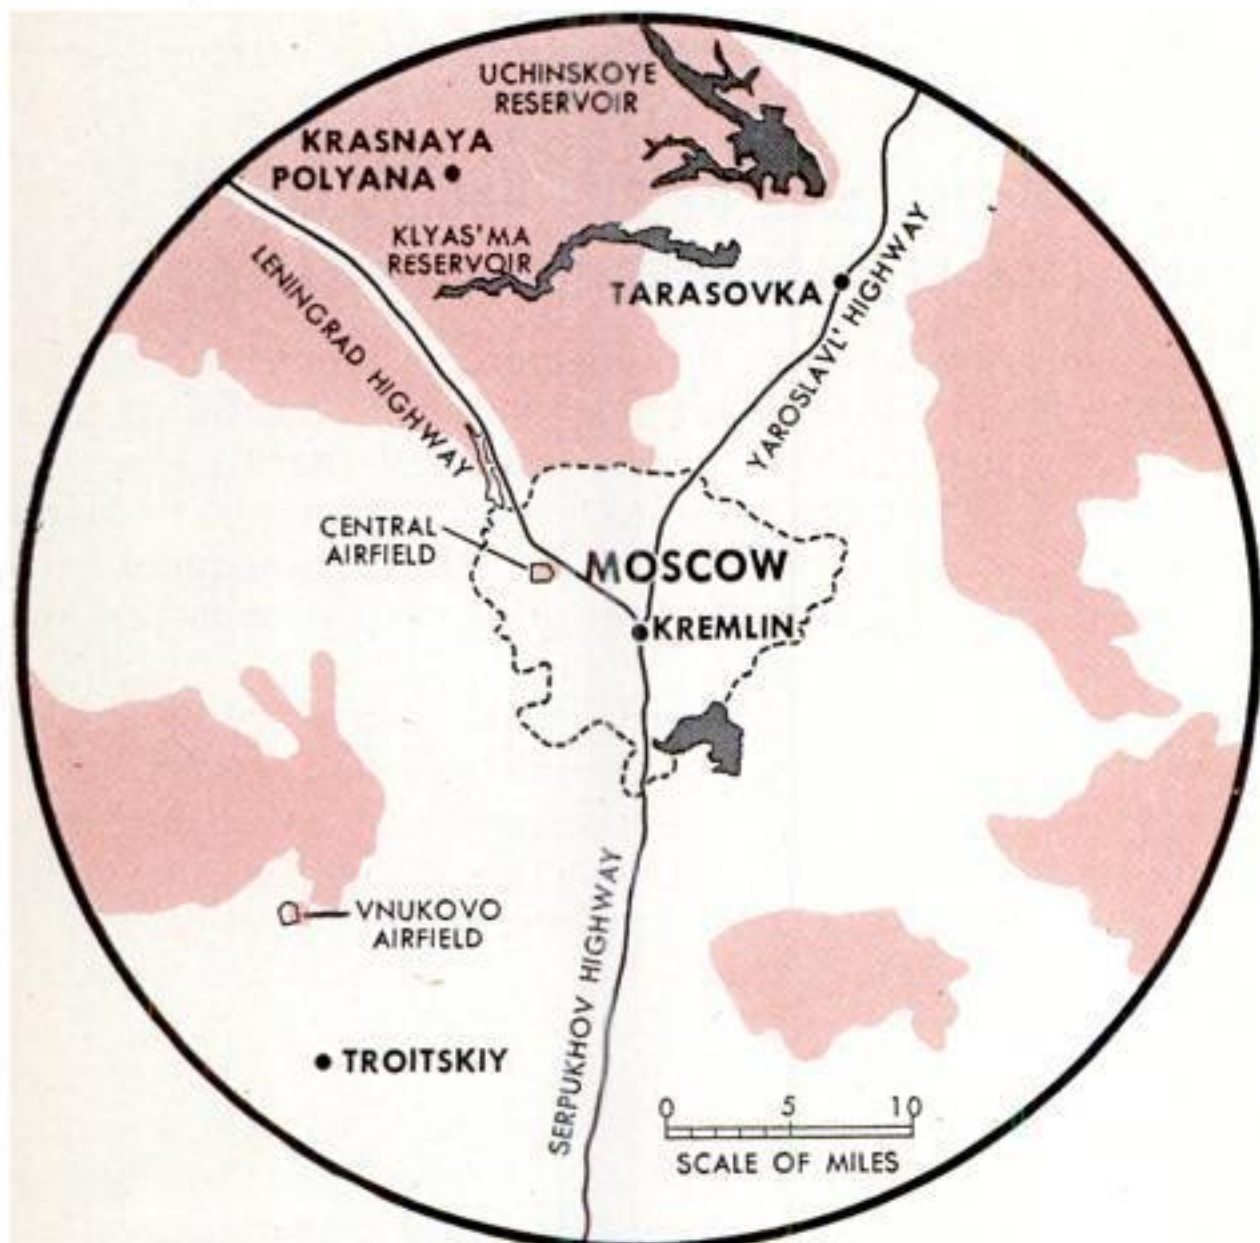 UCHINSKOYE
RESERVOIR
KRASNAYA
POLYANA
KLYAS'MA
RESERVOIR
TARASOVKA
LENINGRAD HIGHWAY
YAROSLAVL' HIGHWAY
CENTRAL
AIRFIELD
MOSCOW
KREMLIN
VNUKOVO
AIRFIELD
SERPUKHOV HIGHWAY
TROITSKIY
0 5 10
SCALE OF MILES